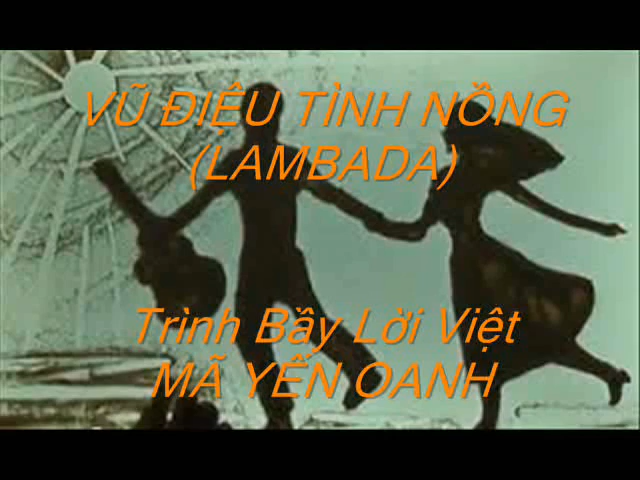 VŨ ĐIỆU TÌNH NỒNG
(LAMBADA)
Trình Bầy Lời Việt
MÃ YẾN OANH